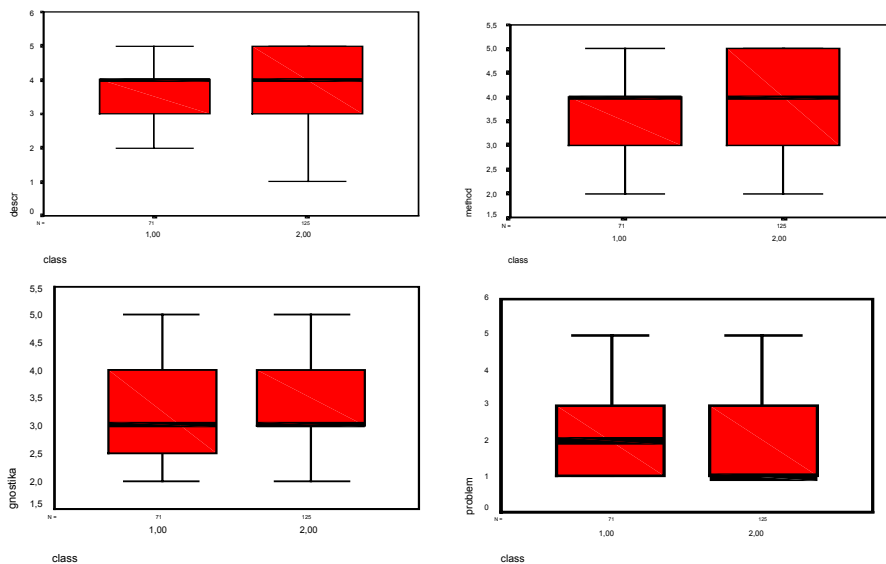 6
5
4
3
2
1
0
descr
N = 71 125
1,00 2,00
class
5,5
5,0
4,5
4,0
3,5
3,0
2,5
2,0
1,5
method
N = 71 125
1,00 2,00
class
5,5
5,0
4,0
3,5
3,0
2,5
2,0
1,5
gnostika
N = 71 125
1,00 2,00
class
6
5
4
3
2
1
0
problem
N = 71 125
1,00 2,00
class